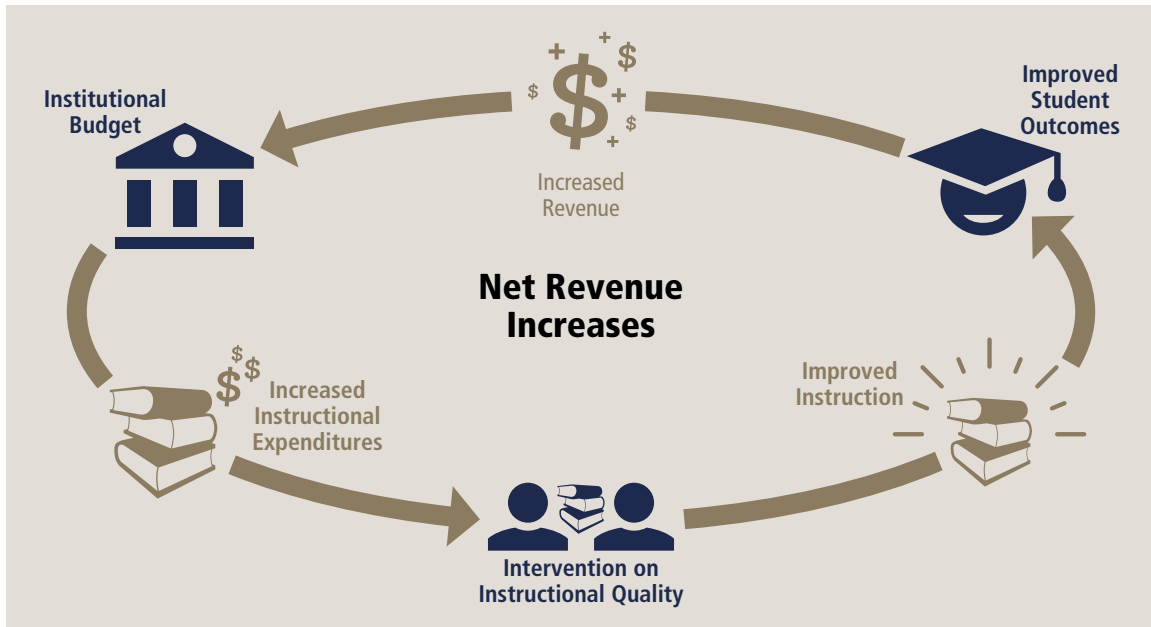 Institutional
Budget
Increased
Revenue
Improved
Student
Outcomes
Net Revenue
Increases
Increased
Instructional
Expenditures
Improved
Instruction
Intervention on
Instructional Quality